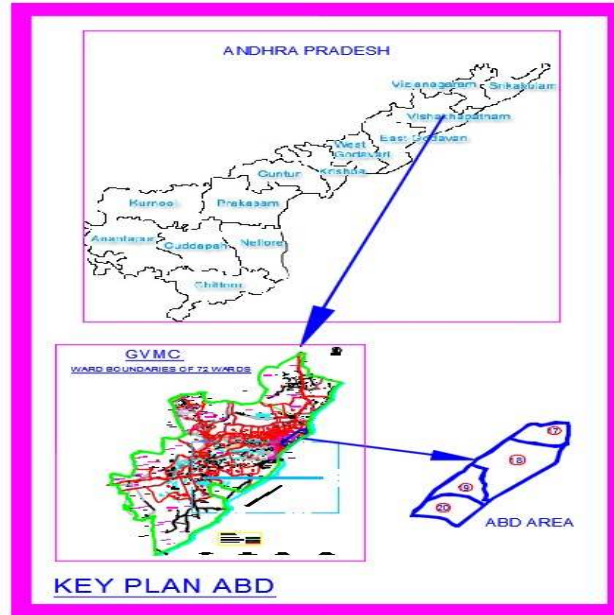 ANDHRA PRADESH
Vizianagaram Srikakulam
Vishakhapatnam
East Godavari
West
Godavari
Krishna
Guntur
Kurnool Prakasam
Anantapur Cuddapah Nellore
Chittoor
GVMC
WARD BOUNDARIES OF 72 WARDS
17
18
19
20
ABD AREA
KEY PLAN ABD